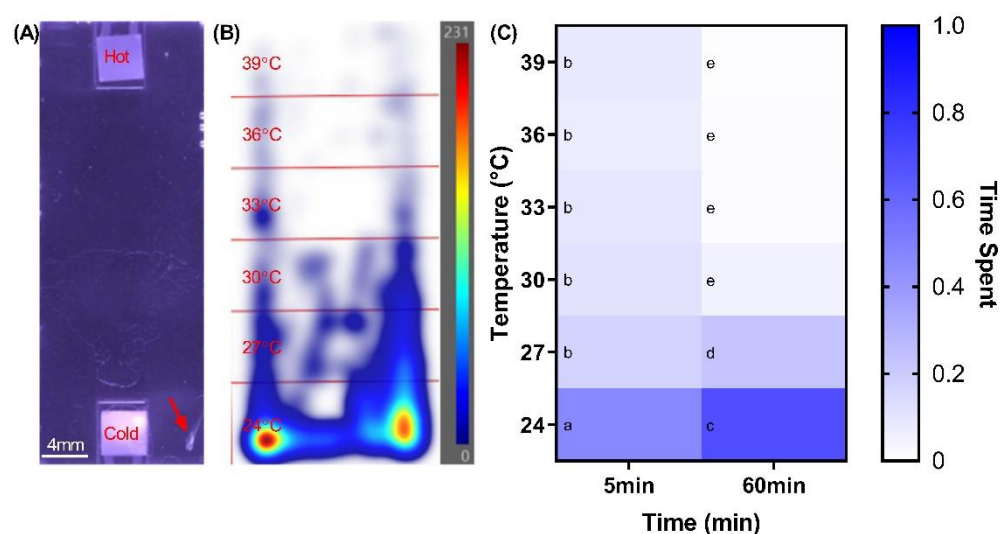 (A)
Hot
Cold
4mm
(B)
39°C
36°C
33°C
30°C
27°C
24°C
231
0
(C)
Temperature (°C)
39
36
33
30
27
24
b
e
b
e
b
e
b
e
b
d
a
c
5min
60min
Time (min)
1.0
0.8
0.6
0.4
0.2
0
Time Spent